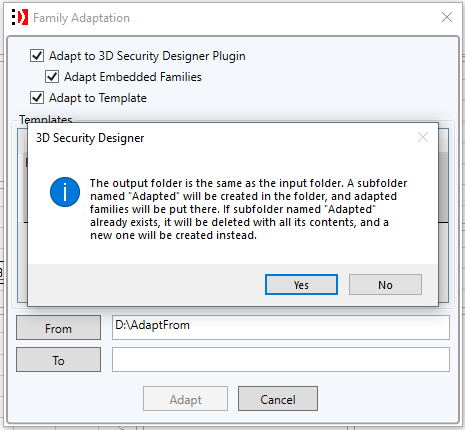 Family Adaptation
Adapt to 3D Security Designer Plugin
Adapt Embedded Families
Adapt to Template
Templates
3D Security Designer
The output folder is the same as the input folder. A subfolder
named "Adapted" will be created in the folder, and adapted
families will be put there. If subfolder named "Adapted"
already exists, it will be deleted with all its contents, and a
new one will be created instead.
Yes
No
From
D:\AdaptFrom
To
Adapt
Cancel